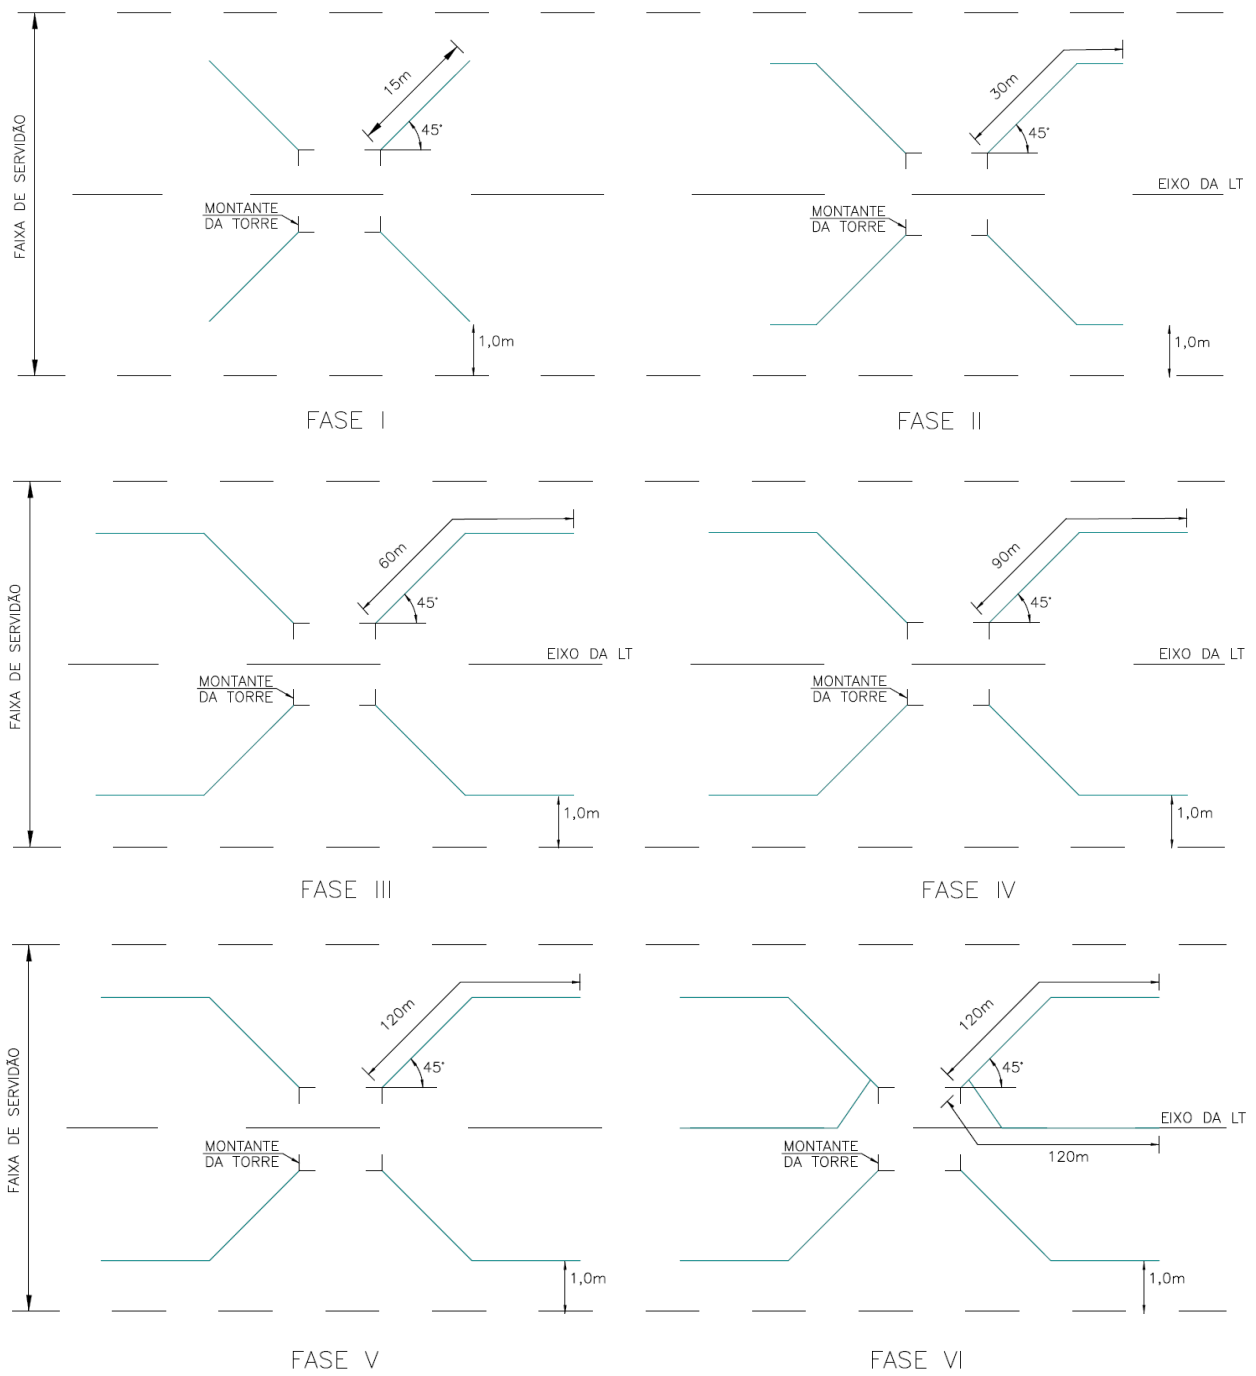 FAIXA DE SERVIDÃO
15m
45°
MONTANTE
DA TORRE
1,0m
FASE I
30m
45°
EIXO DA LT
MONTANTE
DA TORRE
1,0m
FASE II
FAIXA DE SERVIDÃO
60m
45°
EIXO DA LT
MONTANTE
DA TORRE
1,0m
FASE III
90m
45°
EIXO DA LT
MONTANTE
DA TORRE
1,0m
FASE IV
FAIXA DE SERVIDÃO
120m
45°
MONTANTE
DA TORRE
1,0m
FASE V
120m
45°
EIXO DA LT
MONTANTE
DA TORRE
120m
1,0m
FASE VI